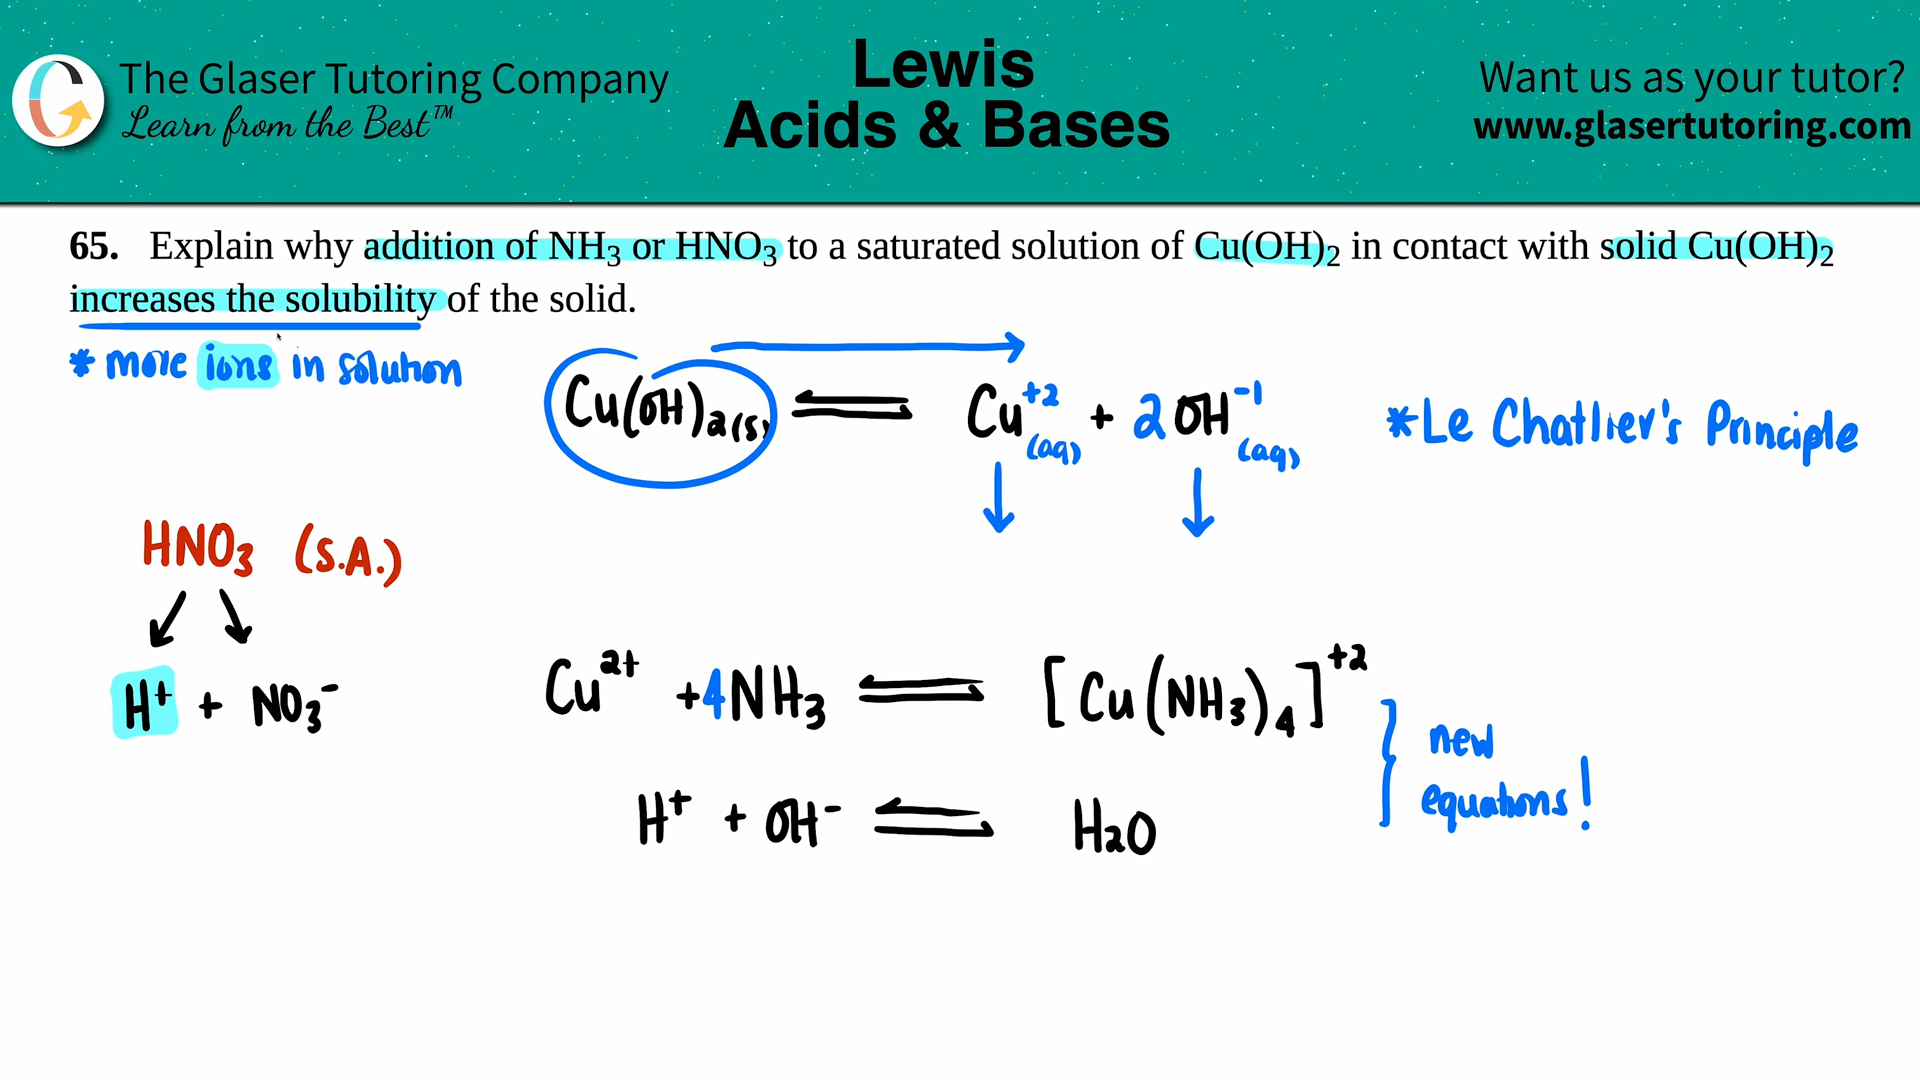 The Glaser Tutoring Company
Learn from the Best™
Lewis
Acids & Bases
Want us as your tutor?
www.glasertutoring.com
65. Explain why addition of NH₃ or HNO₃ to a saturated solution of Cu(OH)₂ in contact with solid Cu(OH)₂
increases the solubility of the solid.
* more ions in solution
Cu(OH)₂(s) ⇌ Cu⁺²(aq) + 2OH⁻¹(aq)
*Le Chatlier's Principle
HNO₃ (S.A.)
↙ ↘
H⁺ + NO₃⁻
Cu²⁺ + 4NH₃ ⇌ [Cu(NH₃)₄]⁺²
H⁺ + OH⁻ ⇌ H₂O
} new
equations!